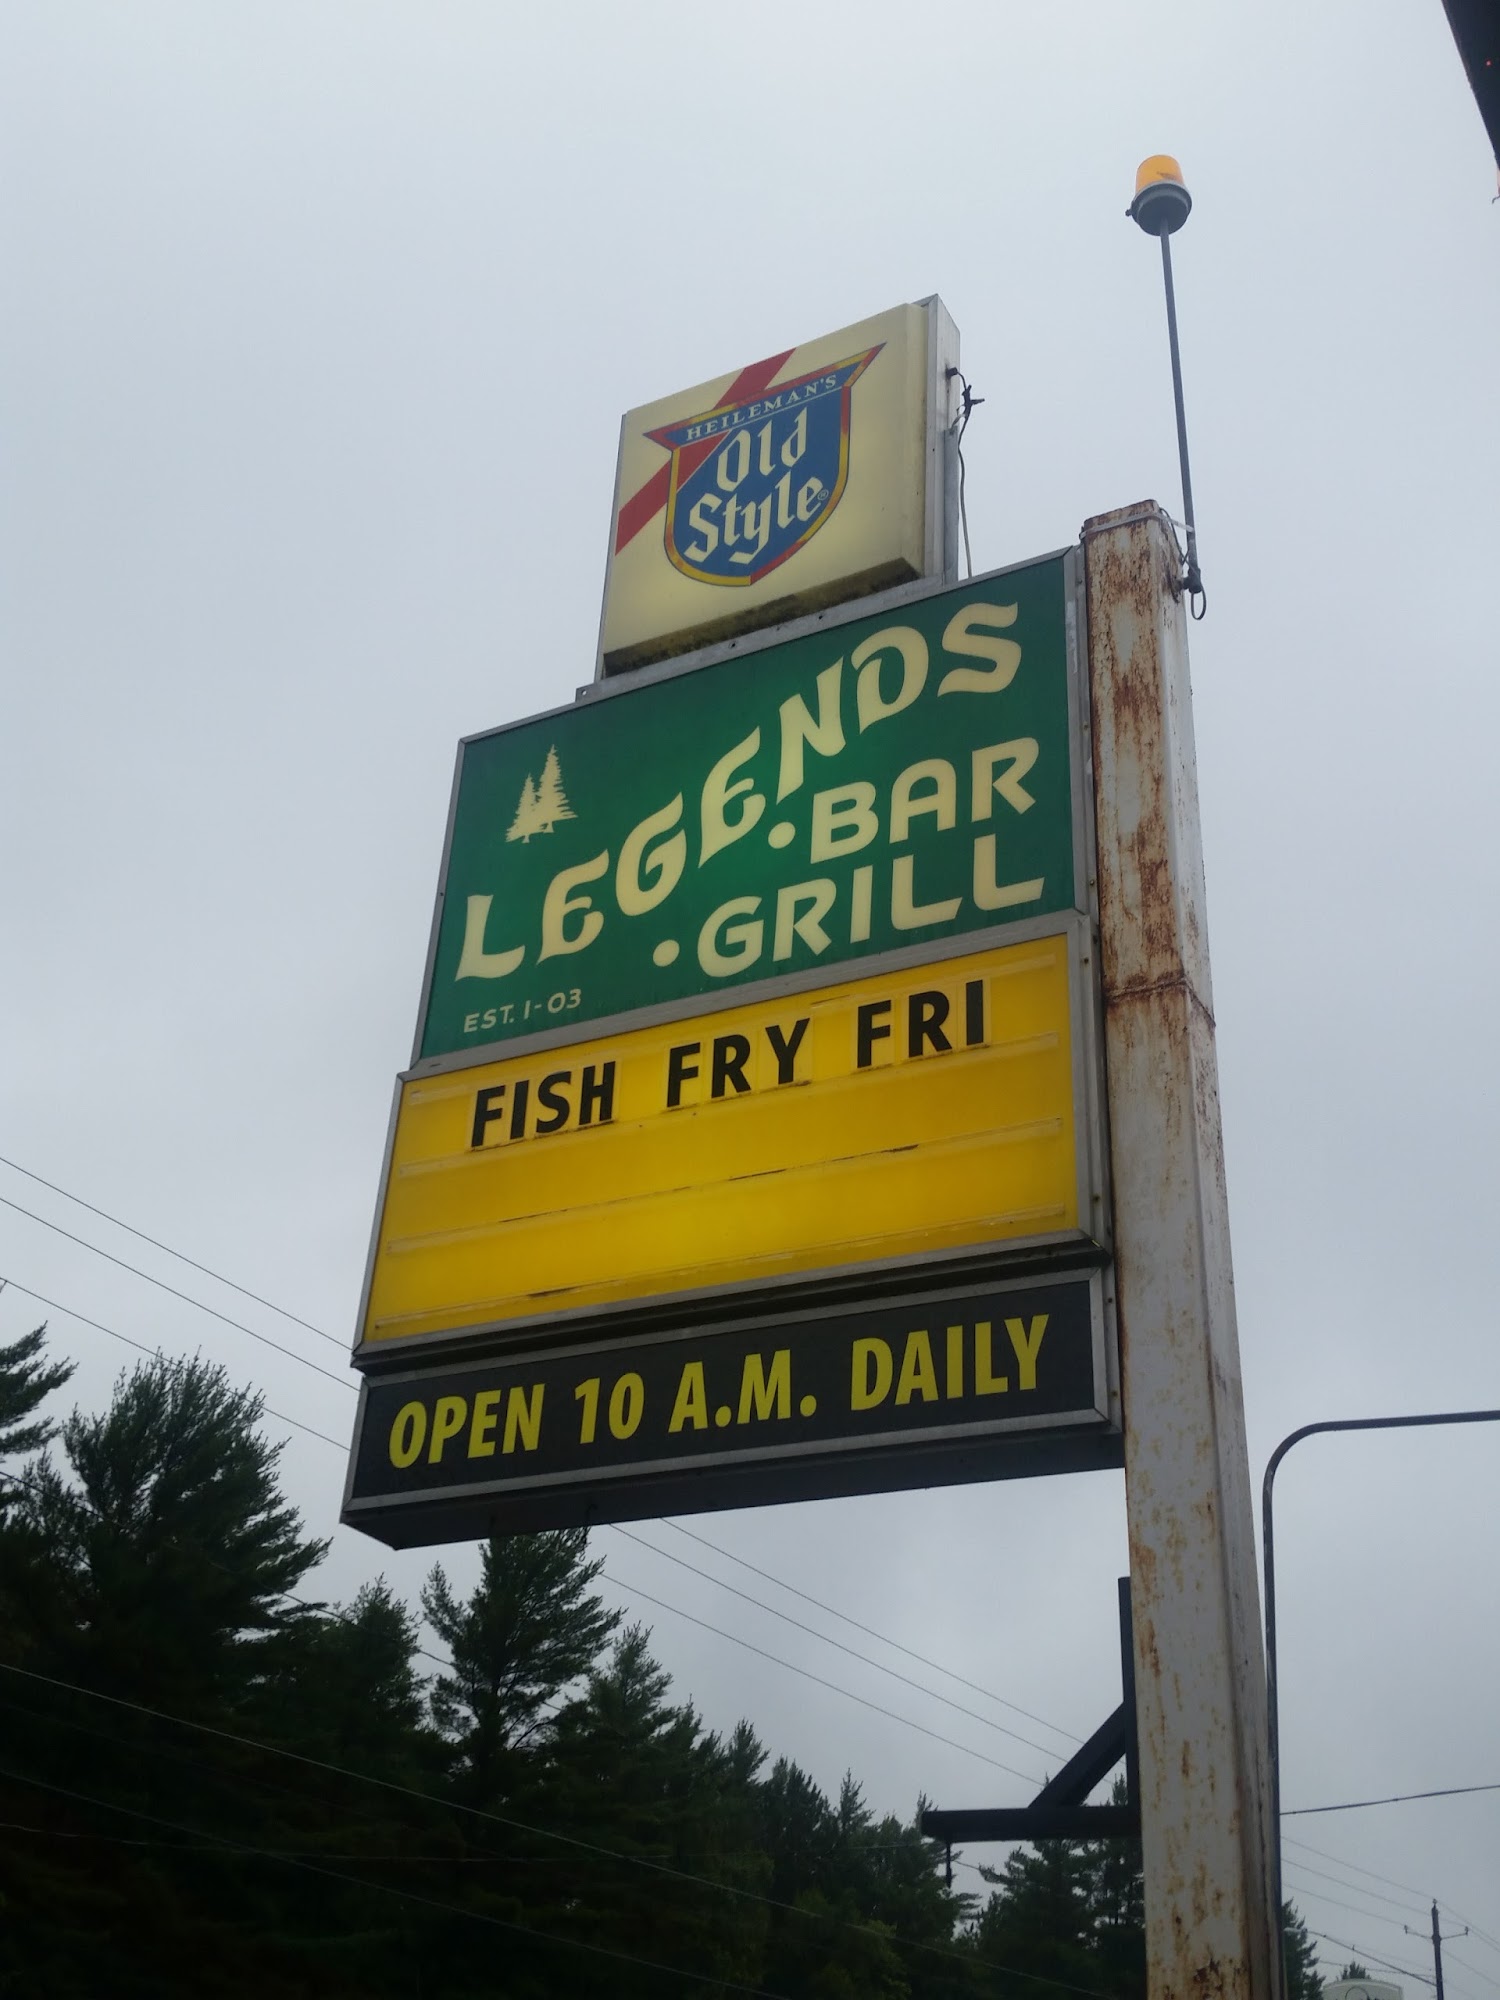 HEILEMAN'S
Old
Style®
LEGENDS
•BAR
•GRILL
EST. 1-03
FISH FRY FRI
OPEN 10 A.M. DAILY